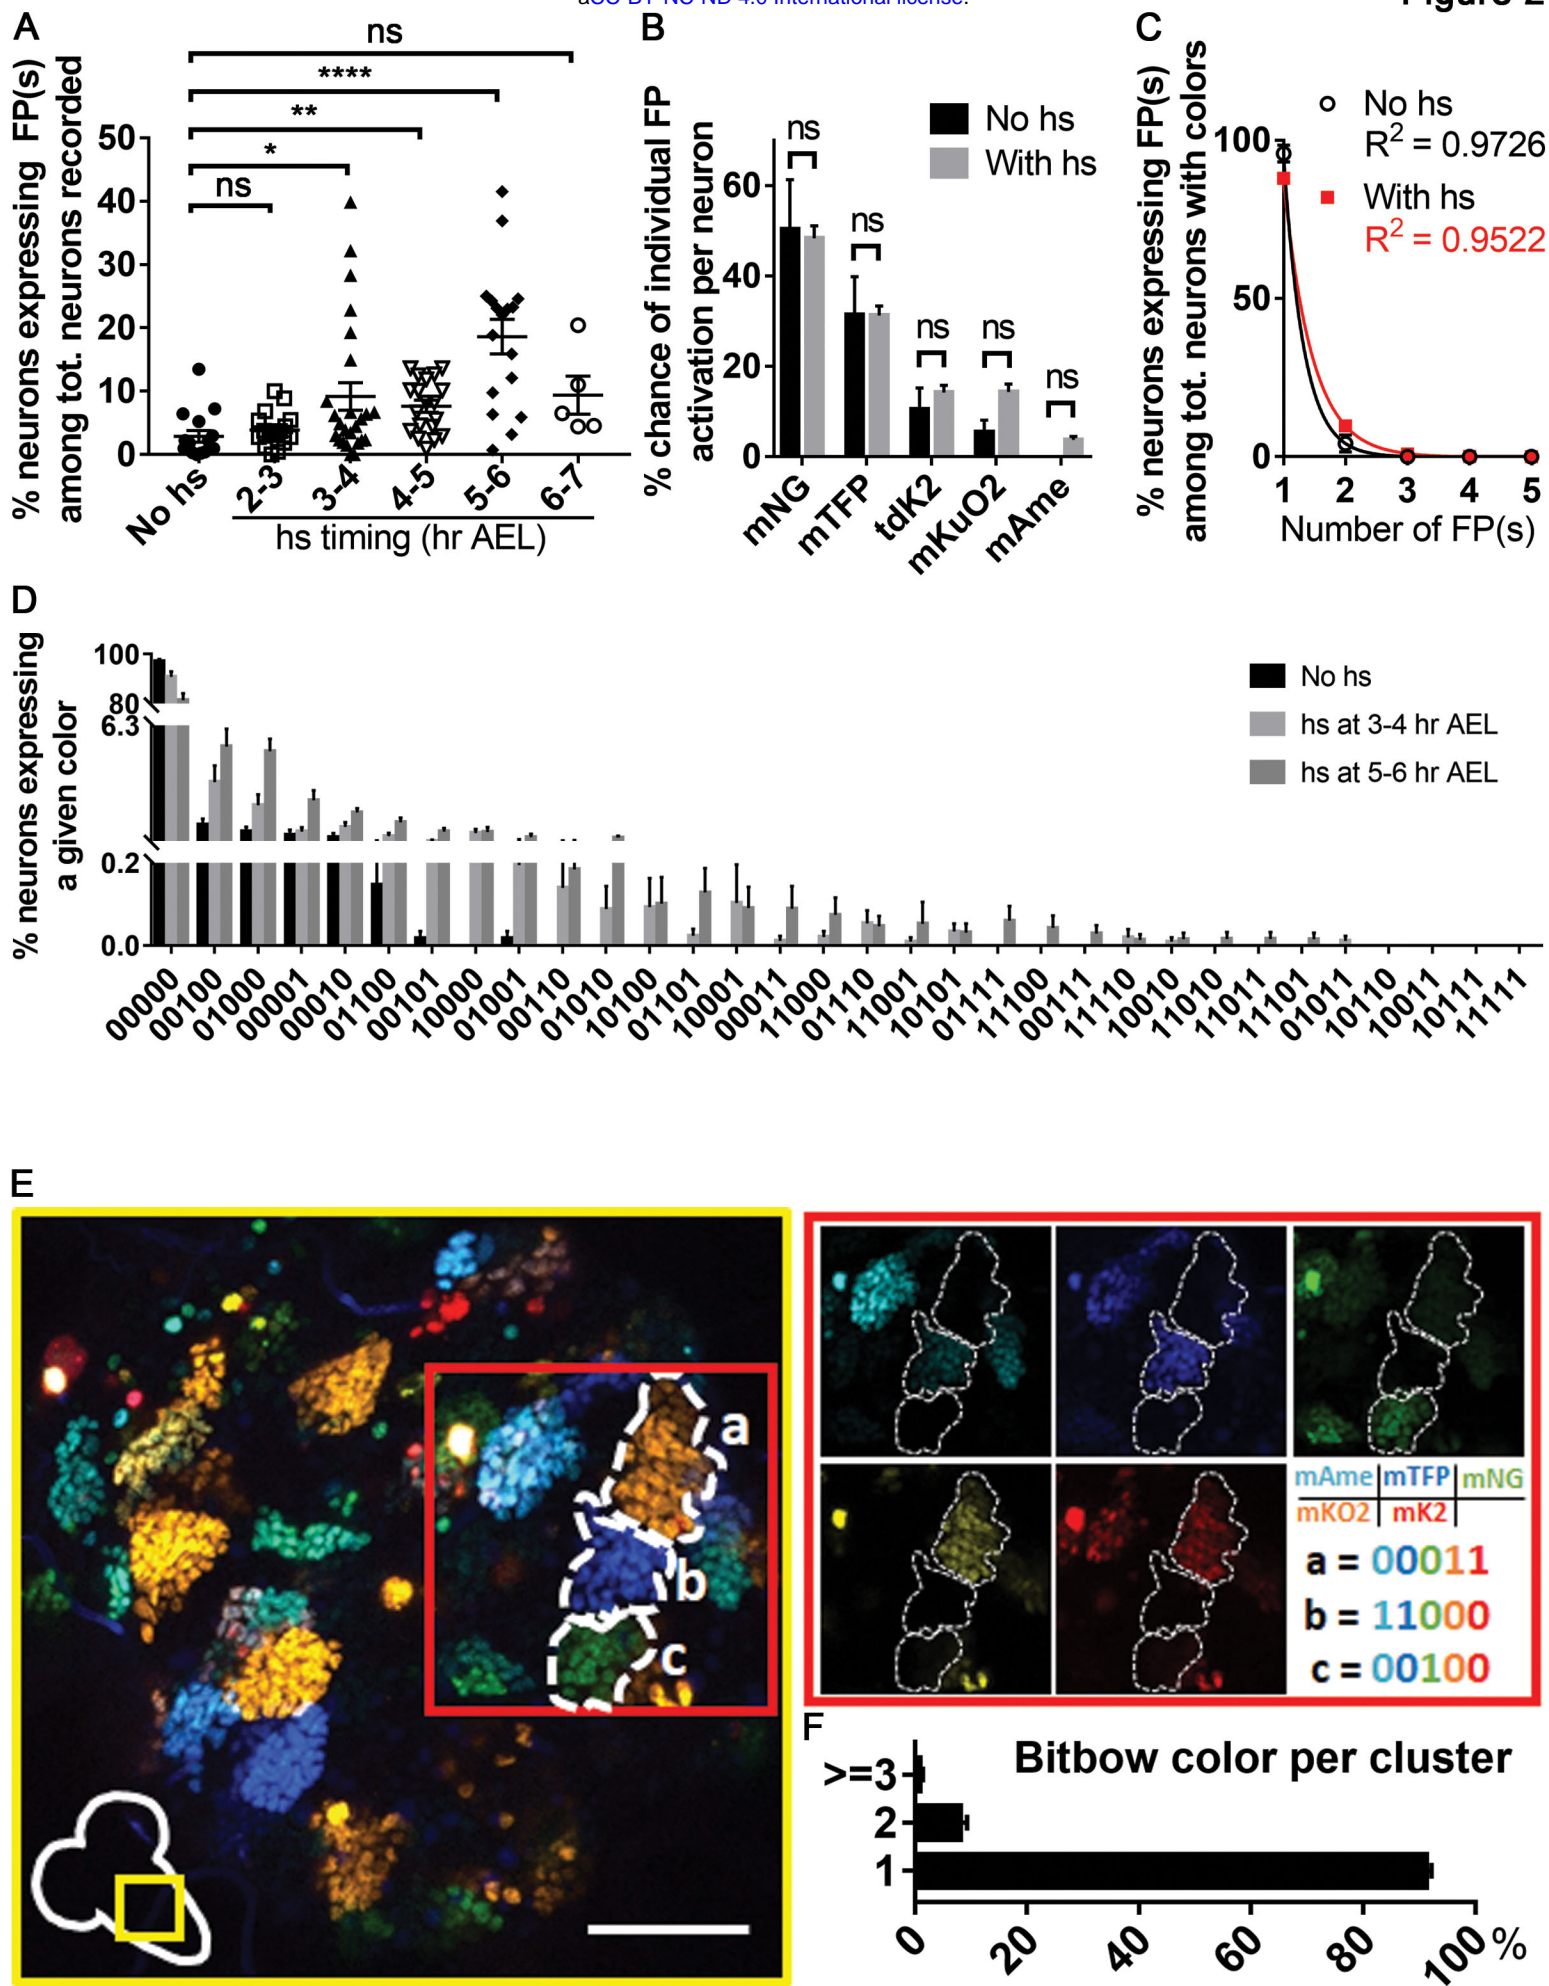 aCC-BY-NC-ND 4.0 International license.
A
% neurons expressing FP(s)
among tot. neurons recorded
ns
****
**
*
ns
50
40
30
20
10
0
No hs
2-3
3-4
4-5
5-6
6-7
hs timing (hr AEL)
B
% chance of individual FP
activation per neuron
No hs
With hs
ns
ns
ns
ns
ns
60
40
20
0
mNG
mTFP
tdK2
mKuO2
mAme
C
% neurons expressing FP(s)
among tot. neurons with colors
No hs
R² = 0.9726
With hs
R² = 0.9522
100
50
0
1 2 3 4 5
Number of FP(s)
D
% neurons expressing
a given color
100
80
6.3
0.2
0.0
No hs
hs at 3-4 hr AEL
hs at 5-6 hr AEL
00000
00100
01000
00001
00010
01100
00101
10000
01001
00110
01010
10100
01101
10001
00011
11000
01110
11001
10101
01111
11100
00111
11110
10010
11010
11011
11101
01011
10110
10011
10111
11111
E
a
b
c
mAme mTFP mNG
mKO2 mK2
a = 00011
b = 11000
c = 00100
F
Bitbow color per cluster
>=3
2
1
0 20 40 60 80 100 %